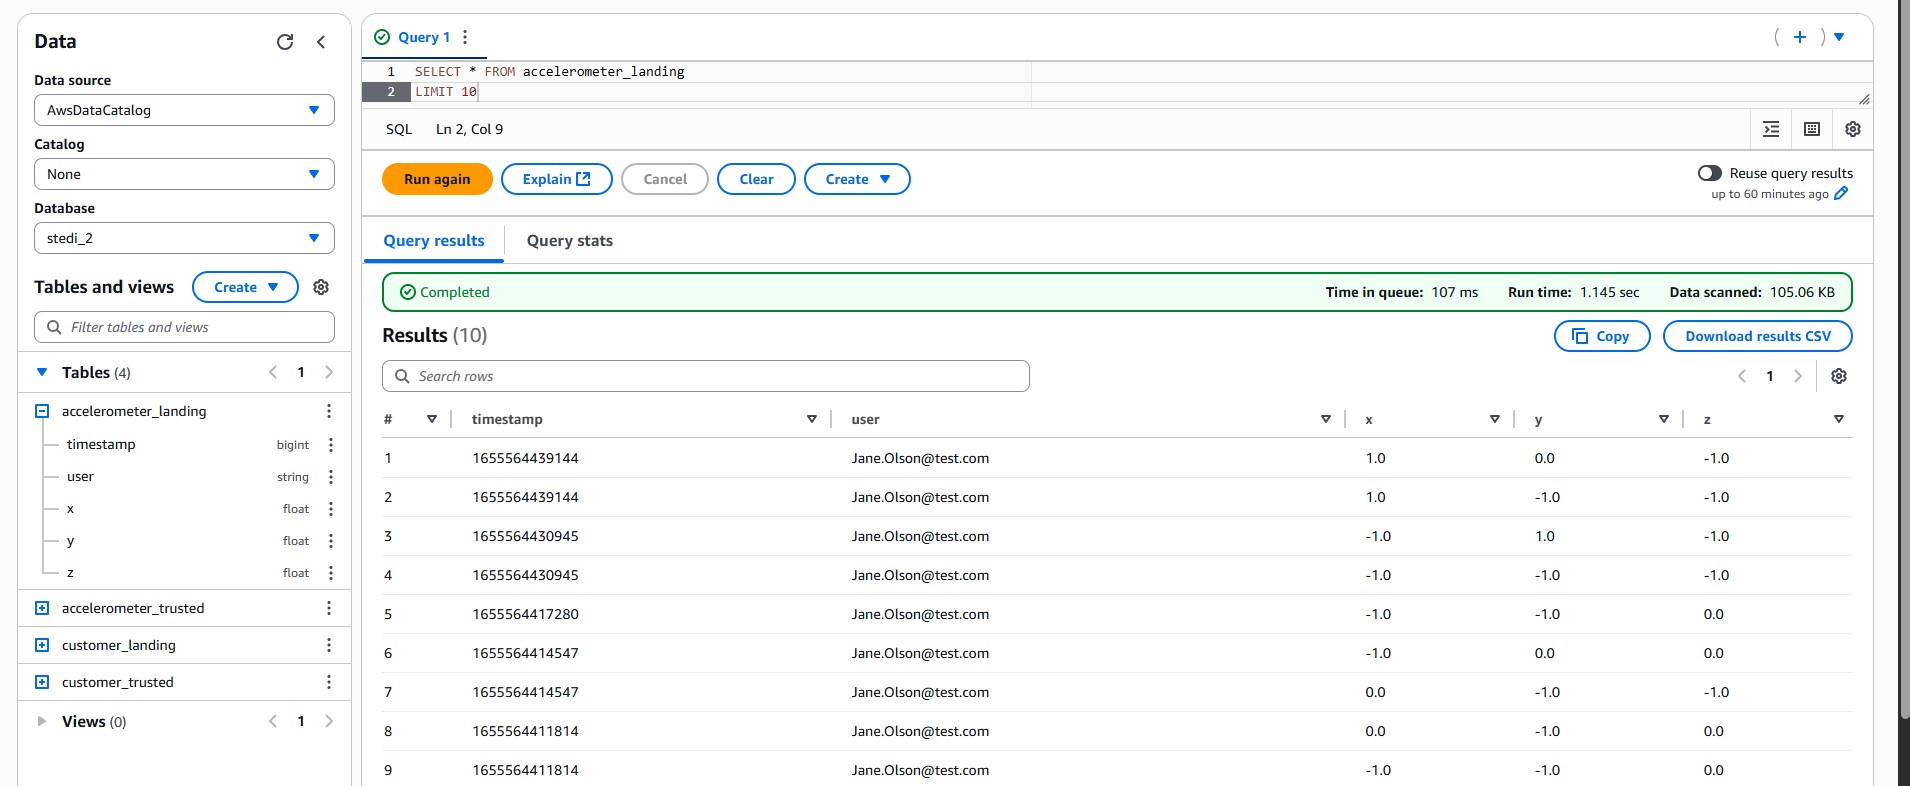 Data
Data source
AwsDataCatalog
Catalog
None
Database
stedi_2
Tables and views
Create
Filter tables and views
Tables (4)
1
accelerometer_landing
timestamp bigint
user string
x float
y float
z float
accelerometer_trusted
customer_landing
customer_trusted
Views (0)
1
Query 1
1 SELECT * FROM accelerometer_landing
2 LIMIT 10
SQL Ln 2, Col 9
Run again Explain Cancel Clear Create
Reuse query results
up to 60 minutes ago
Query results Query stats
Completed Time in queue: 107 ms Run time: 1.145 sec Data scanned: 105.06 KB
Results (10) Copy Download results CSV
Search rows
1
# timestamp user x y z
1 1655564439144 Jane.Olson@test.com 1.0 0.0 -1.0
2 1655564439144 Jane.Olson@test.com 1.0 -1.0 -1.0
3 1655564430945 Jane.Olson@test.com -1.0 1.0 -1.0
4 1655564430945 Jane.Olson@test.com -1.0 -1.0 -1.0
5 1655564417280 Jane.Olson@test.com -1.0 -1.0 0.0
6 1655564414547 Jane.Olson@test.com -1.0 0.0 0.0
7 1655564414547 Jane.Olson@test.com 0.0 -1.0 -1.0
8 1655564411814 Jane.Olson@test.com 0.0 -1.0 0.0
9 1655564411814 Jane.Olson@test.com -1.0 -1.0 0.0